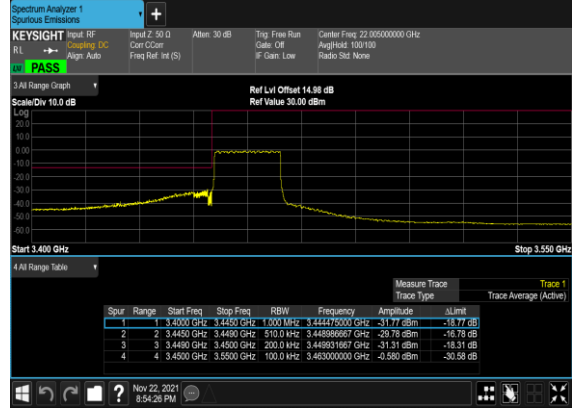 Spectrum Analyzer 1
Spurious Emissions
KEYSIGHT Input: RF Input Z: 50 Ω Atten: 30 dB Trig: Free Run Center Freq: 22.005000000 GHz
RL Coupling: DC Corr CCorr Gate: Off Avg|Hold: 100/100
Align: Auto Freq Ref: Int (S) IF Gain: Low Radio Std: None
PASS
3 All Range Graph
Ref Lvl Offset 14.98 dB
Scale/Div 10.0 dB Ref Value 30.00 dBm
Log
20.0
10.0
0.00
-10.0
-20.0
-30.0
-40.0
-50.0
-60.0
Start 3.400 GHz Stop 3.550 GHz
4 All Range Table
Measure Trace Trace 1
Trace Type Trace Average (Active)
Spur Range Start Freq Stop Freq RBW Frequency Amplitude ΔLimit
1 1 3.4000 GHz 3.4450 GHz 1.000 MHz 3.444475000 GHz -31.77 dBm -18.77 dB
2 2 3.4450 GHz 3.4490 GHz 510.0 kHz 3.448986667 GHz -29.78 dBm -16.78 dB
3 3 3.4490 GHz 3.4500 GHz 200.0 kHz 3.449931667 GHz -31.31 dBm -18.31 dB
4 4 3.4500 GHz 3.5500 GHz 100.0 kHz 3.463000000 GHz -0.580 dBm -30.58 dB
Nov 22, 2021
8:54:26 PM